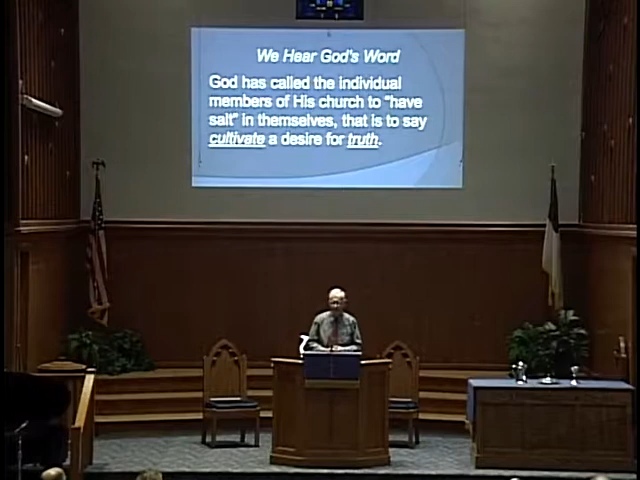 We Hear God's Word
God has called the individual
members of His church to “have
salt” in themselves, that is to say
cultivate a desire for truth.